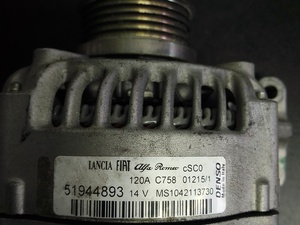 LANCIA FIAT Alfa Romeo cSC0
120A C758 01215/1
51944893 14 V MS1042113730
DENSO